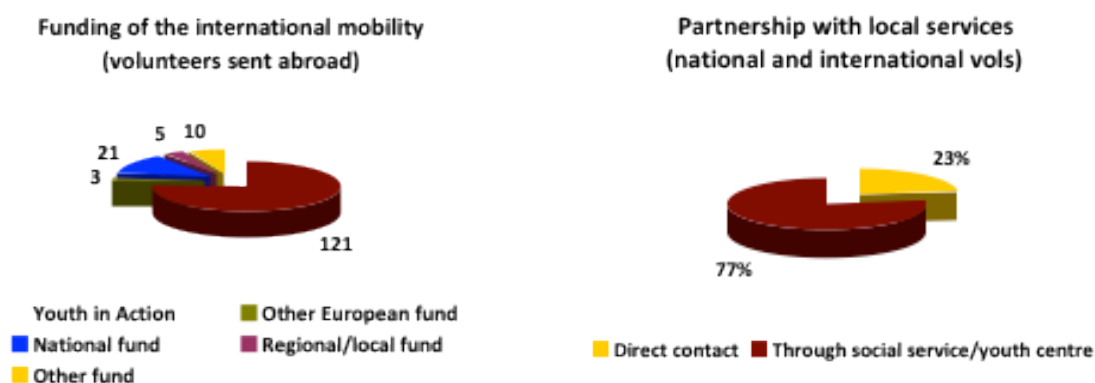 Funding of the international mobility
(volunteers sent abroad)
5 10
21
3
121
Youth in Action Other European fund
National fund Regional/local fund
Other fund
Partnership with local services
(national and international vols)
23%
77%
Direct contact Through social service/youth centre